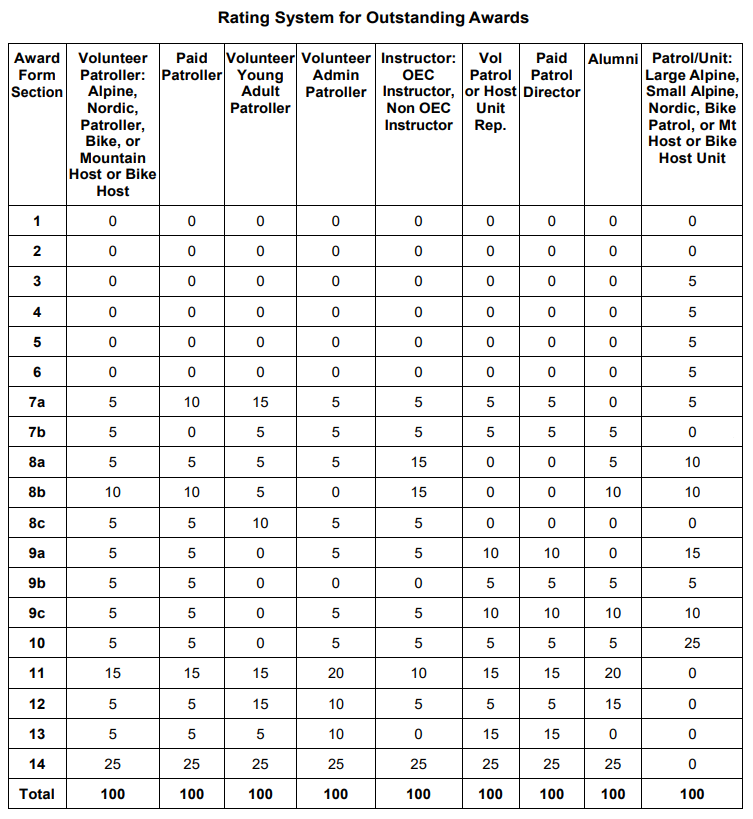 Rating System for Outstanding Awards
Award Form Section | Volunteer Patroller: Alpine, Nordic, Patroller, Bike, or Mountain Host or Bike Host | Paid Patroller | Volunteer Young Adult Patroller | Volunteer Admin Patroller | Instructor: OEC Instructor, Non OEC Instructor | Vol Patrol or Host Unit Rep. | Paid Patrol Director | Alumni | Patrol/Unit: Large Alpine, Small Alpine, Nordic, Bike Patrol, or Mt Host or Bike Host Unit
1 | 0 | 0 | 0 | 0 | 0 | 0 | 0 | 0 | 0
2 | 0 | 0 | 0 | 0 | 0 | 0 | 0 | 0 | 0
3 | 0 | 0 | 0 | 0 | 0 | 0 | 0 | 0 | 5
4 | 0 | 0 | 0 | 0 | 0 | 0 | 0 | 0 | 5
5 | 0 | 0 | 0 | 0 | 0 | 0 | 0 | 0 | 5
6 | 0 | 0 | 0 | 0 | 0 | 0 | 0 | 0 | 5
7a | 5 | 10 | 15 | 5 | 5 | 5 | 5 | 0 | 5
7b | 5 | 0 | 5 | 5 | 5 | 5 | 5 | 5 | 0
8a | 5 | 5 | 5 | 5 | 15 | 0 | 0 | 5 | 10
8b | 10 | 10 | 5 | 0 | 15 | 0 | 0 | 10 | 10
8c | 5 | 5 | 10 | 5 | 5 | 0 | 0 | 0 | 0
9a | 5 | 5 | 0 | 5 | 5 | 10 | 10 | 0 | 15
9b | 5 | 5 | 0 | 0 | 0 | 5 | 5 | 5 | 5
9c | 5 | 5 | 0 | 5 | 5 | 10 | 10 | 10 | 10
10 | 5 | 5 | 0 | 5 | 5 | 5 | 5 | 5 | 25
11 | 15 | 15 | 15 | 20 | 10 | 15 | 15 | 20 | 0
12 | 5 | 5 | 15 | 10 | 5 | 5 | 5 | 15 | 0
13 | 5 | 5 | 5 | 10 | 0 | 15 | 15 | 0 | 0
14 | 25 | 25 | 25 | 25 | 25 | 25 | 25 | 25 | 0
Total | 100 | 100 | 100 | 100 | 100 | 100 | 100 | 100 | 100